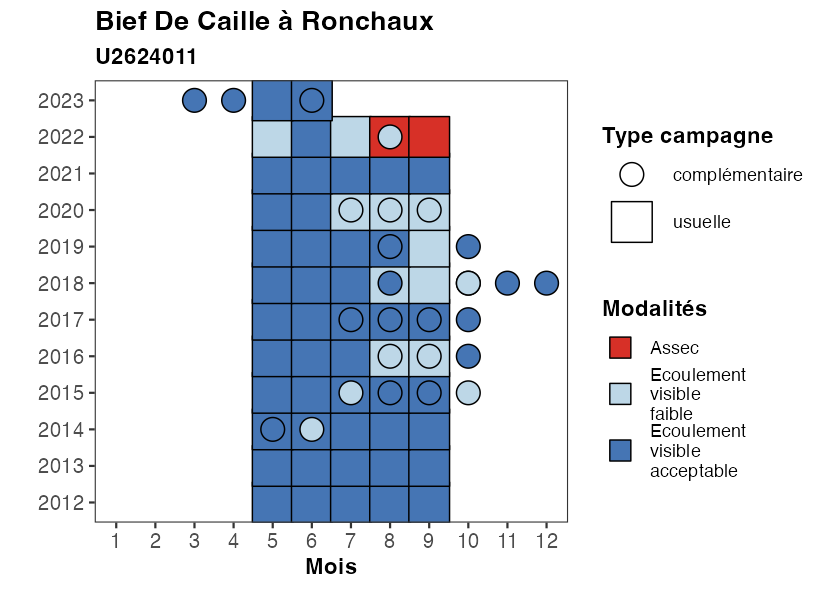 Bief De Caille à Ronchaux
U2624011
2023
2022
2021
2020
2019
2018
2017
2016
2015
2014
2013
2012
1 2 3 4 5 6 7 8 9 10 11 12
Mois
Type campagne
complémentaire
usuelle
Modalités
Assec
Ecoulement
visible
faible
Ecoulement
visible
acceptable